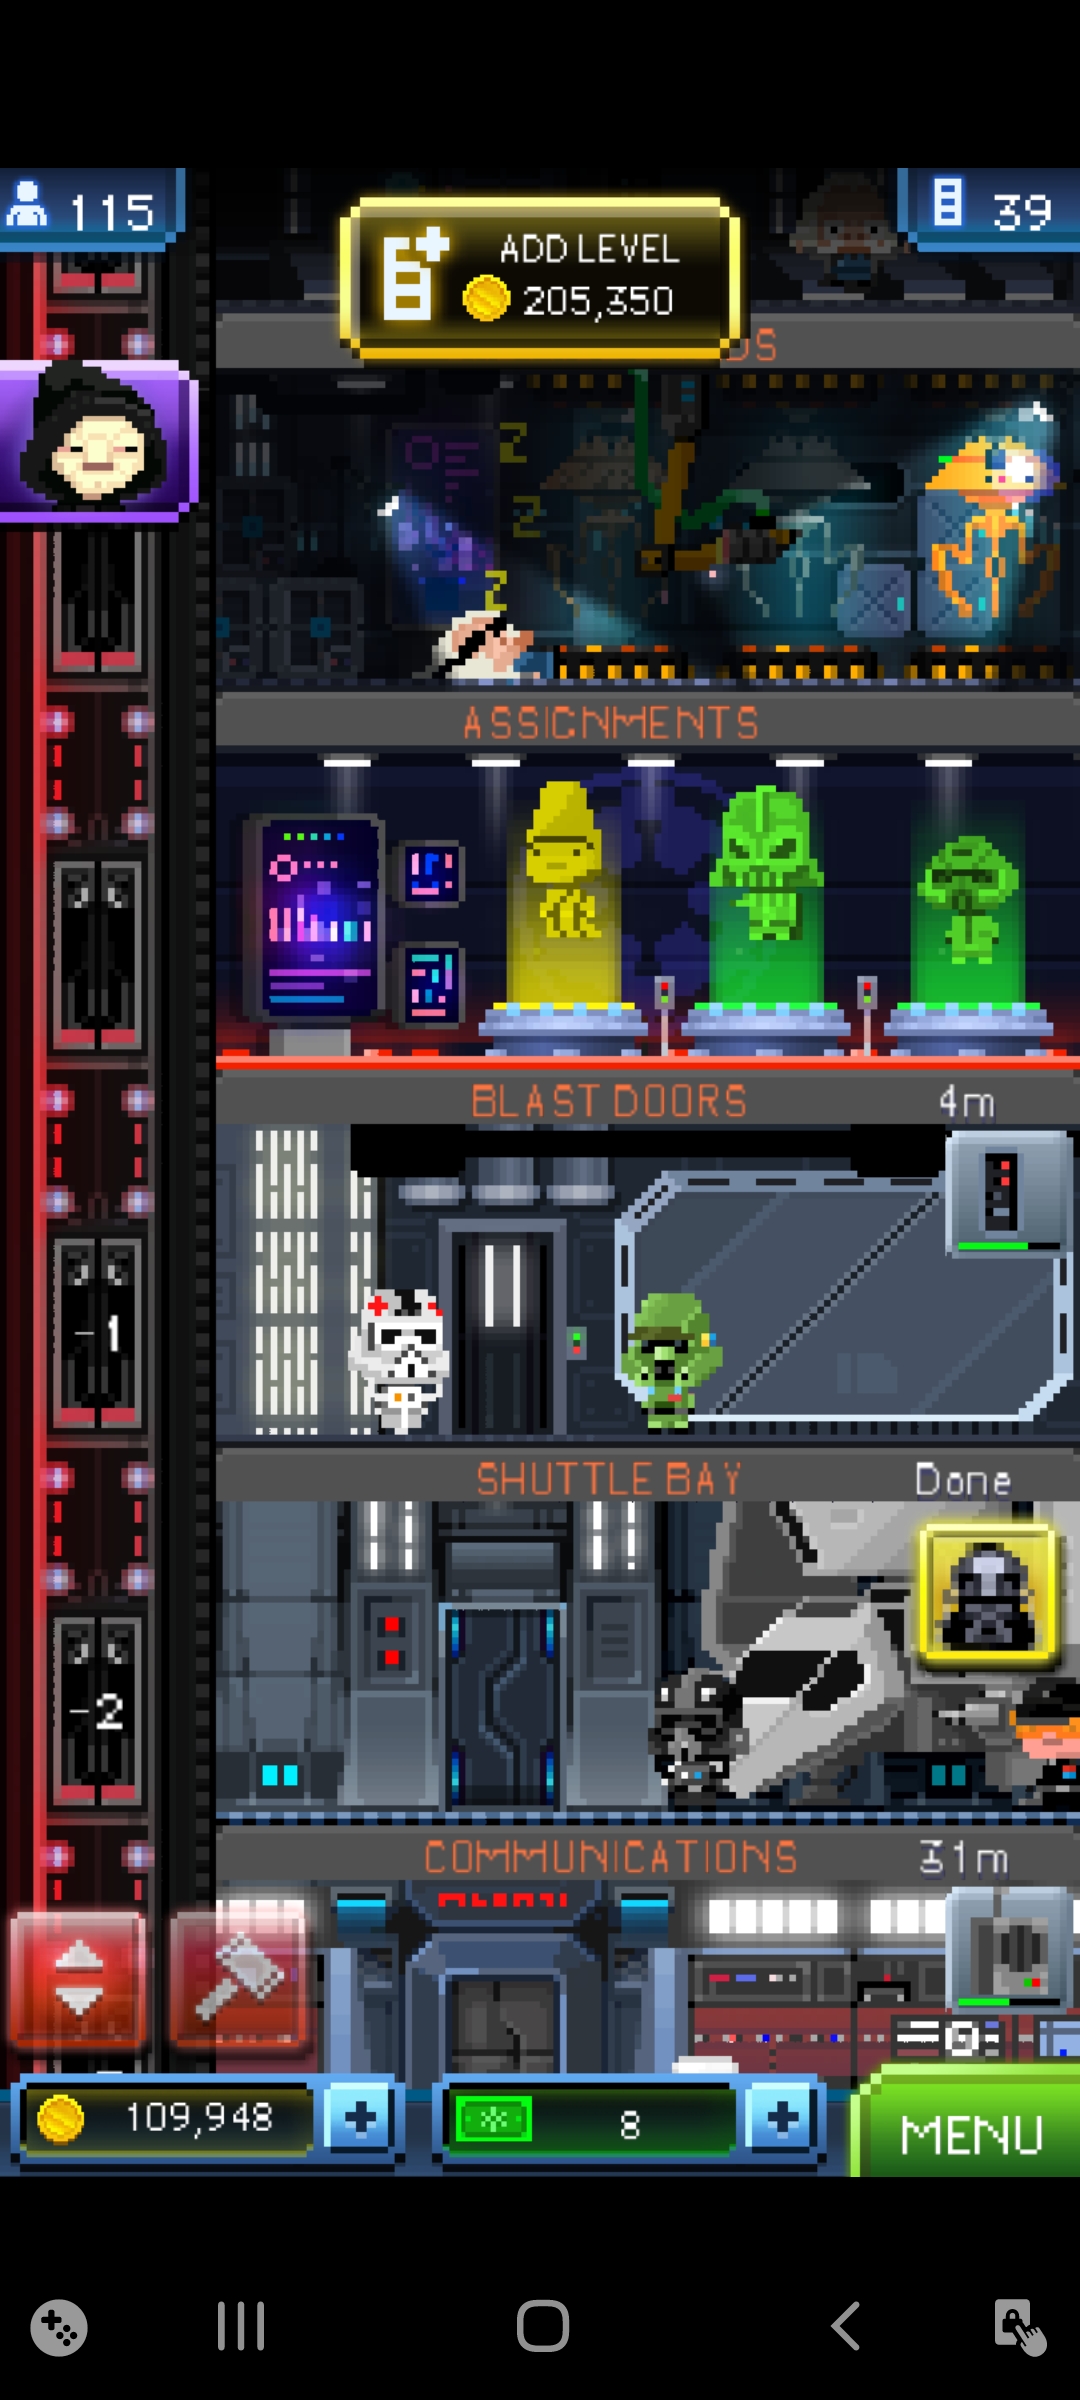 115
ADD LEVEL
205,350
39
DS
Z
Z
Z
ASSIGNMENTS
BLAST DOORS 4m
-1
SHUTTLE BAY Done
-2
COMMUNICATIONS 31m
109,948
8
MENU